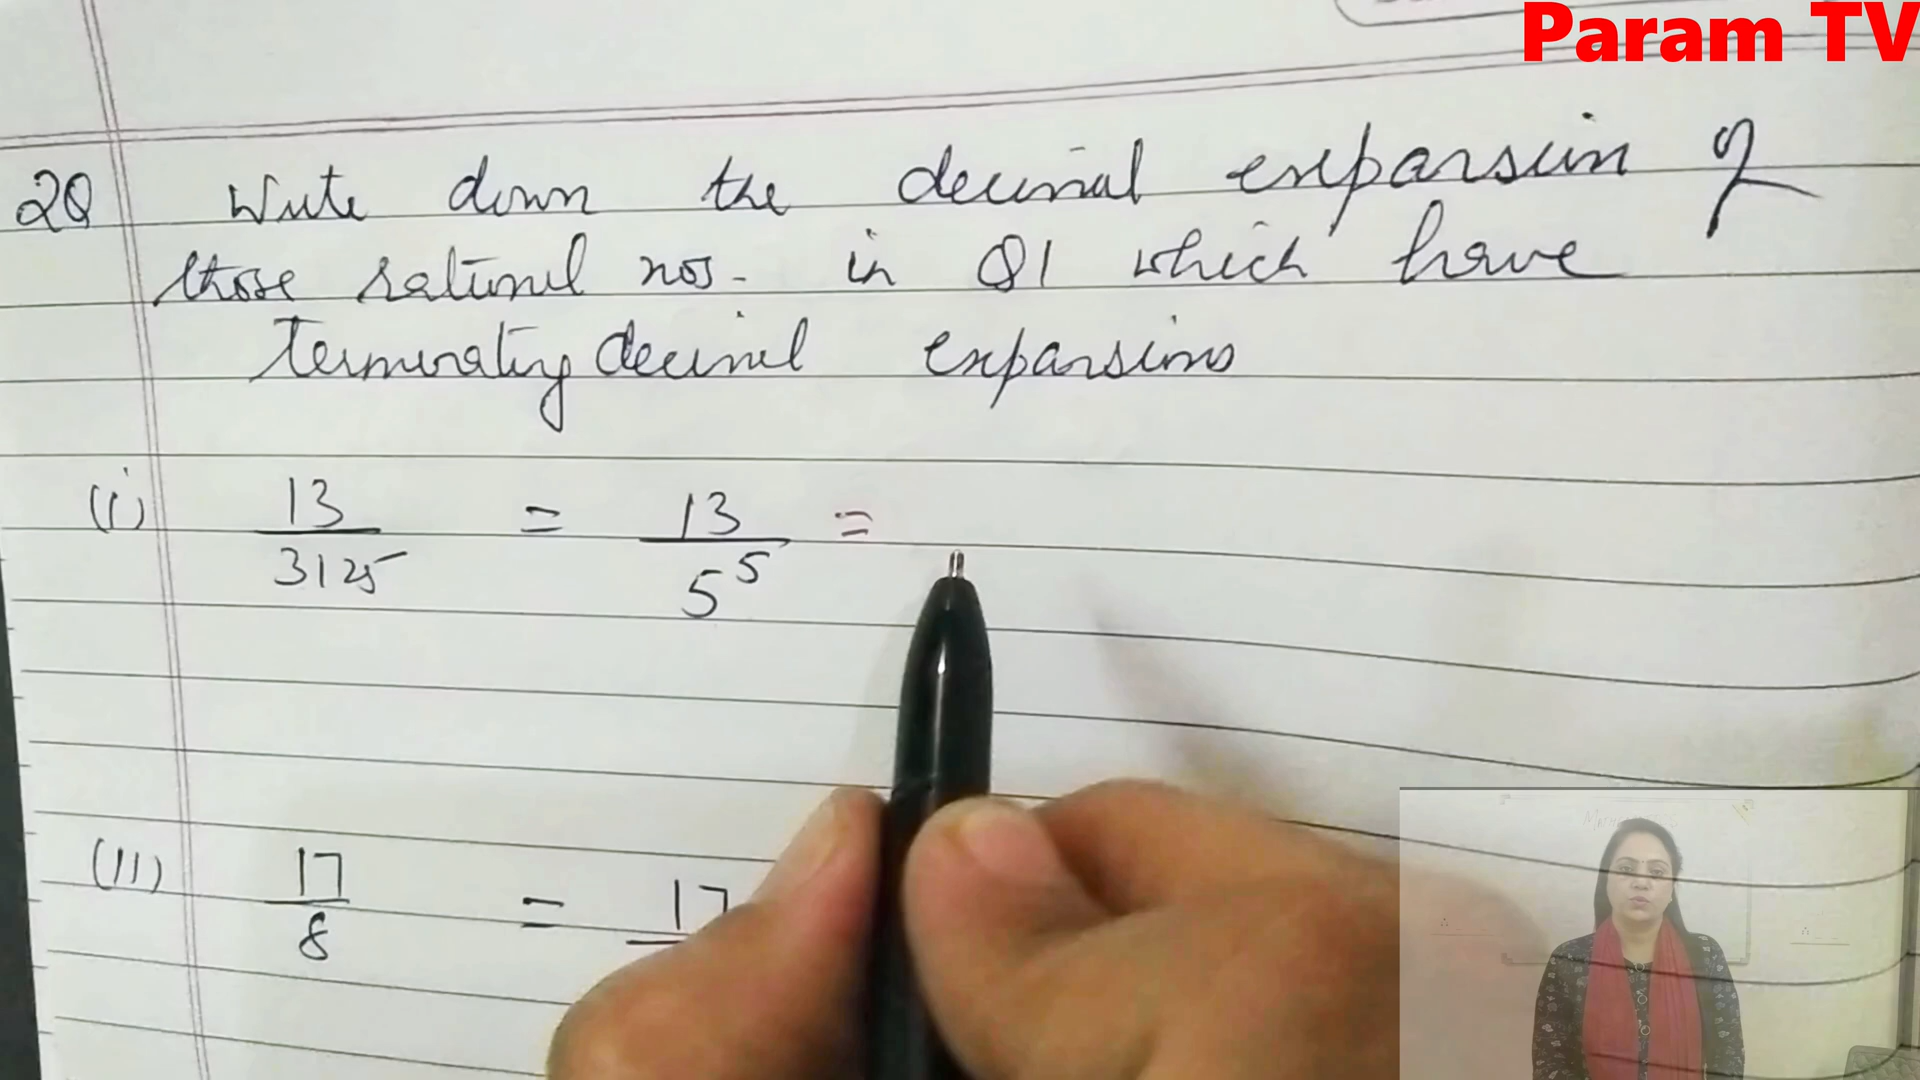 Param TV
2Q Write down the decimal expansion of
those rational nos. in Q1 which have
terminating decimal expansions
(i) 13/3125 = 13/5^5 =
(ii) 17/8 = 17